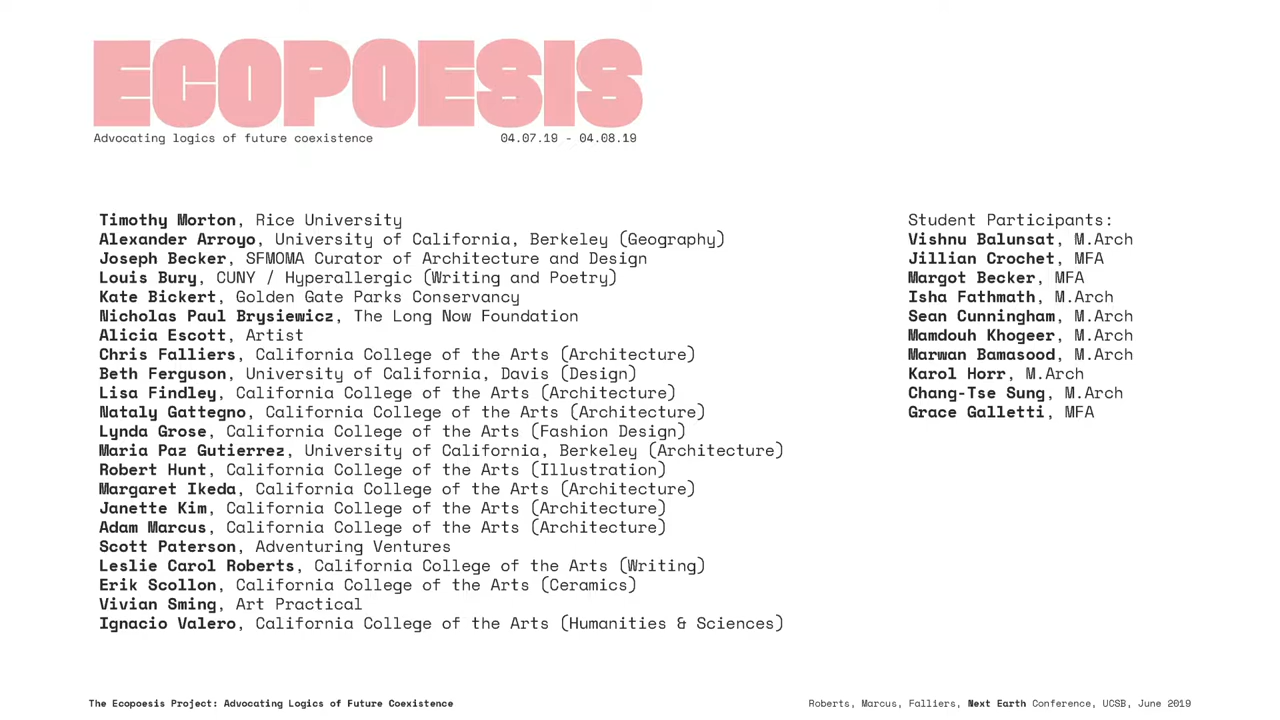 ECOPOESIS
Advocating logics of future coexistence 04.07.19 - 04.08.19
Timothy Morton, Rice University
Alexander Arroyo, University of California, Berkeley (Geography)
Joseph Becker, SFMOMA Curator of Architecture and Design
Louis Bury, CUNY / Hyperallergic (Writing and Poetry)
Kate Bickert, Golden Gate Parks Conservancy
Nicholas Paul Brysiewicz, The Long Now Foundation
Alicia Escott, Artist
Chris Falliers, California College of the Arts (Architecture)
Beth Ferguson, University of California, Davis (Design)
Lisa Findley, California College of the Arts (Architecture)
Nataly Gattegno, California College of the Arts (Architecture)
Lynda Grose, California College of the Arts (Fashion Design)
Maria Paz Gutierrez, University of California, Berkeley (Architecture)
Robert Hunt, California College of the Arts (Illustration)
Margaret Ikeda, California College of the Arts (Architecture)
Janette Kim, California College of the Arts (Architecture)
Adam Marcus, California College of the Arts (Architecture)
Scott Paterson, Adventuring Ventures
Leslie Carol Roberts, California College of the Arts (Writing)
Erik Scollon, California College of the Arts (Ceramics)
Vivian Sming, Art Practical
Ignacio Valero, California College of the Arts (Humanities & Sciences)
Student Participants:
Vishnu Balunsat, M.Arch
Jillian Crochet, MFA
Margot Becker, MFA
Isha Fathmath, M.Arch
Sean Cunningham, M.Arch
Mamdouh Khogeer, M.Arch
Marwan Bamasood, M.Arch
Karol Horr, M.Arch
Chang-Tse Sung, M.Arch
Grace Galletti, MFA
The Ecopoesis Project: Advocating Logics of Future Coexistence
Roberts, Marcus, Falliers, Next Earth Conference, UCSB, June 2019